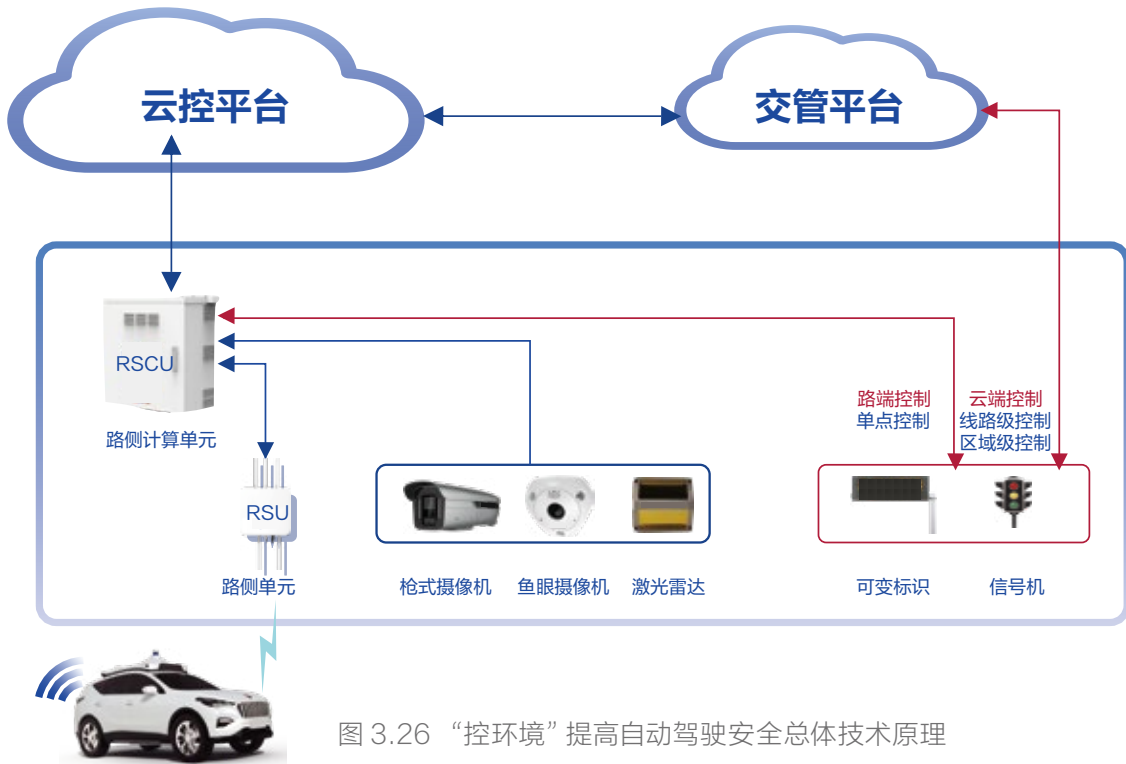 云控平台
交管平台
RSCU
路侧计算单元
路端控制
单点控制
云端控制
线路级控制
区域级控制
RSU
路侧单元
枪式摄像机
鱼眼摄像机
激光雷达
可变标识
信号机
图 3.26 “控环境” 提高自动驾驶安全总体技术原理